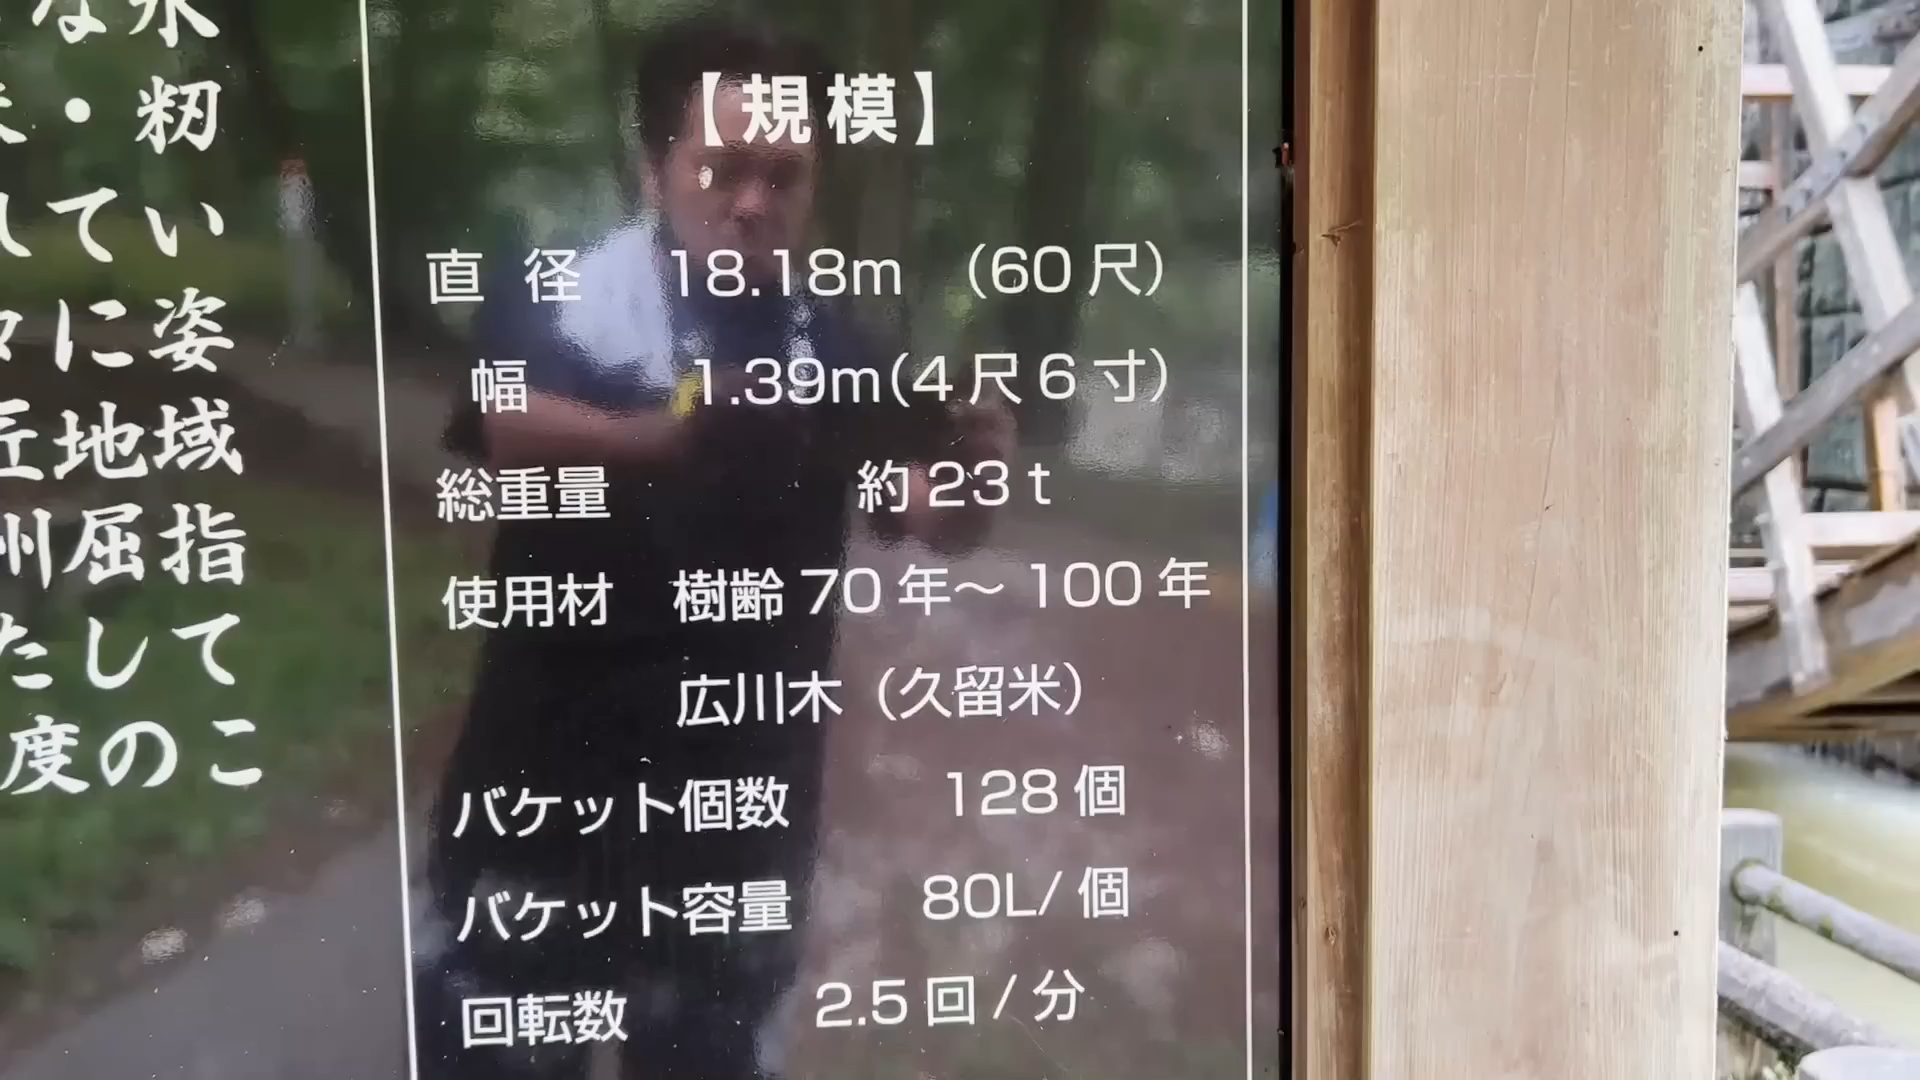 な水
・籾
れてい
に姿
匠地域
州屈指
たして
度のこ
【規模】
直径 18.18m （60尺）
幅 1.39m（4尺6寸）
総重量 約23t
使用材 樹齢70年～100年
広川木（久留米）
バケット個数 128個
バケット容量 80L/個
回転数 2.5回/分